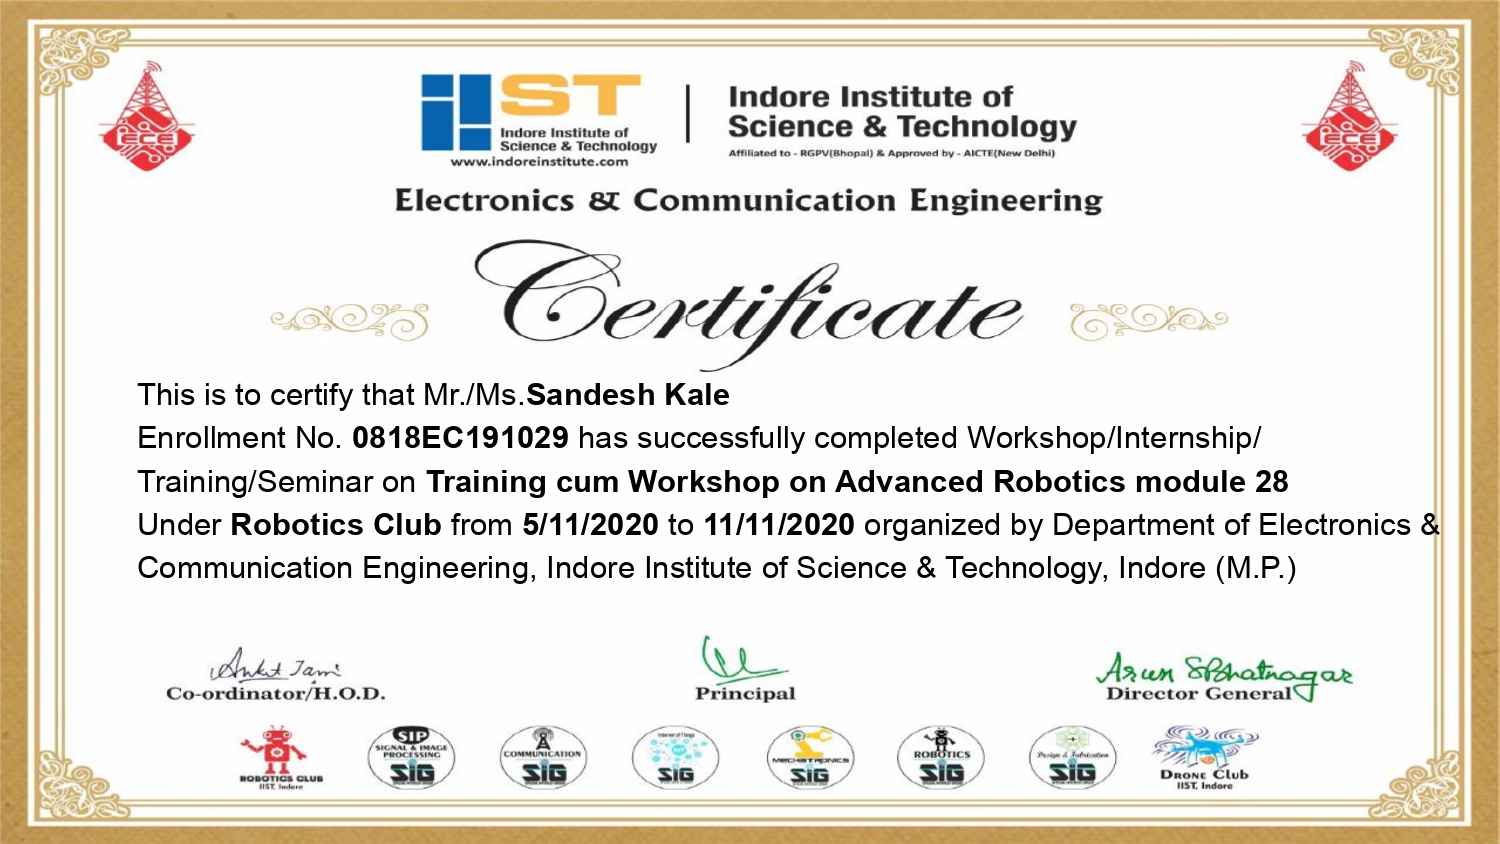 ECE
IIST
Indore Institute of
Science & Technology
www.indoreinstitute.com
Indore Institute of
Science & Technology
Affiliated to - RGPV(Bhopal) & Approved by - AICTE(New Delhi)
ECE
Electronics & Communication Engineering
Certificate
This is to certify that Mr./Ms.Sandesh Kale
Enrollment No. 0818EC191029 has successfully completed Workshop/Internship/
Training/Seminar on Training cum Workshop on Advanced Robotics module 28
Under Robotics Club from 5/11/2020 to 11/11/2020 organized by Department of Electronics &
Communication Engineering, Indore Institute of Science & Technology, Indore (M.P.)
Co-ordinator/H.O.D.
Principal
Arun S Bhatnagar
Director General
ROBOTICS CLUB
IIST, Indore
SIP
SIGNAL & IMAGE
PROCESSING
SIG
COMMUNICATION
SIG
Internet of Things
SIG
MECHATRONICS
SIG
ROBOTICS
SIG
Design & Fabrication
SIG
DRONE CLUB
IIST, Indore